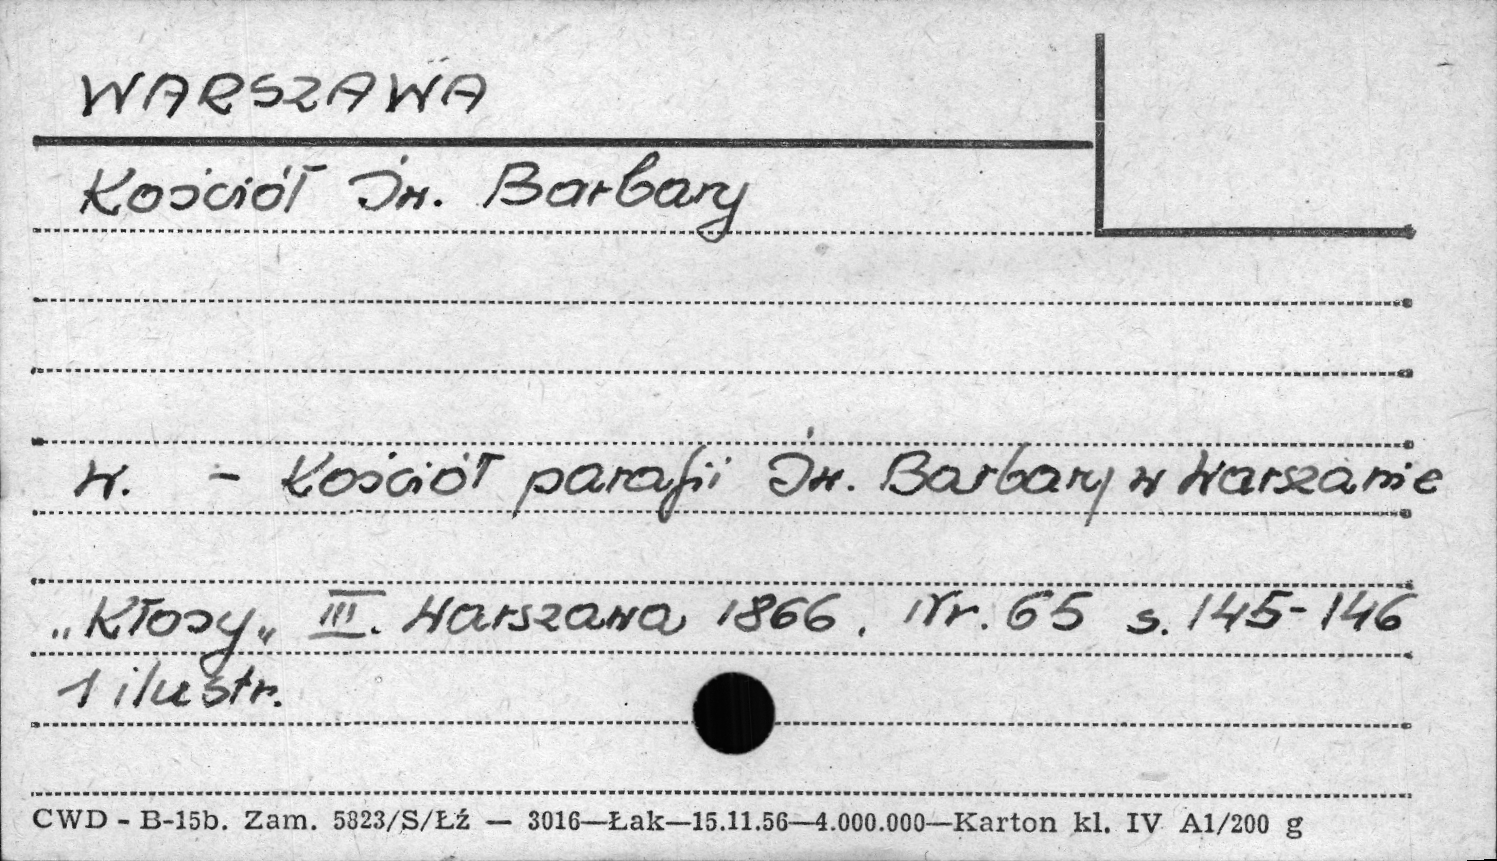 WARSZAWA
Kościół Św. Barbary
w. - Kościół parafii Św. Barbary w Warszawie
„Kłosy„ III. Warszawa 1866. Nr. 65 s. 145-146
1 ilustr.
CWD - B-15b. Zam. 5823/S/Łź — 3016—Łak—15.11.56—4.000.000—Karton kl. IV A1/200 g